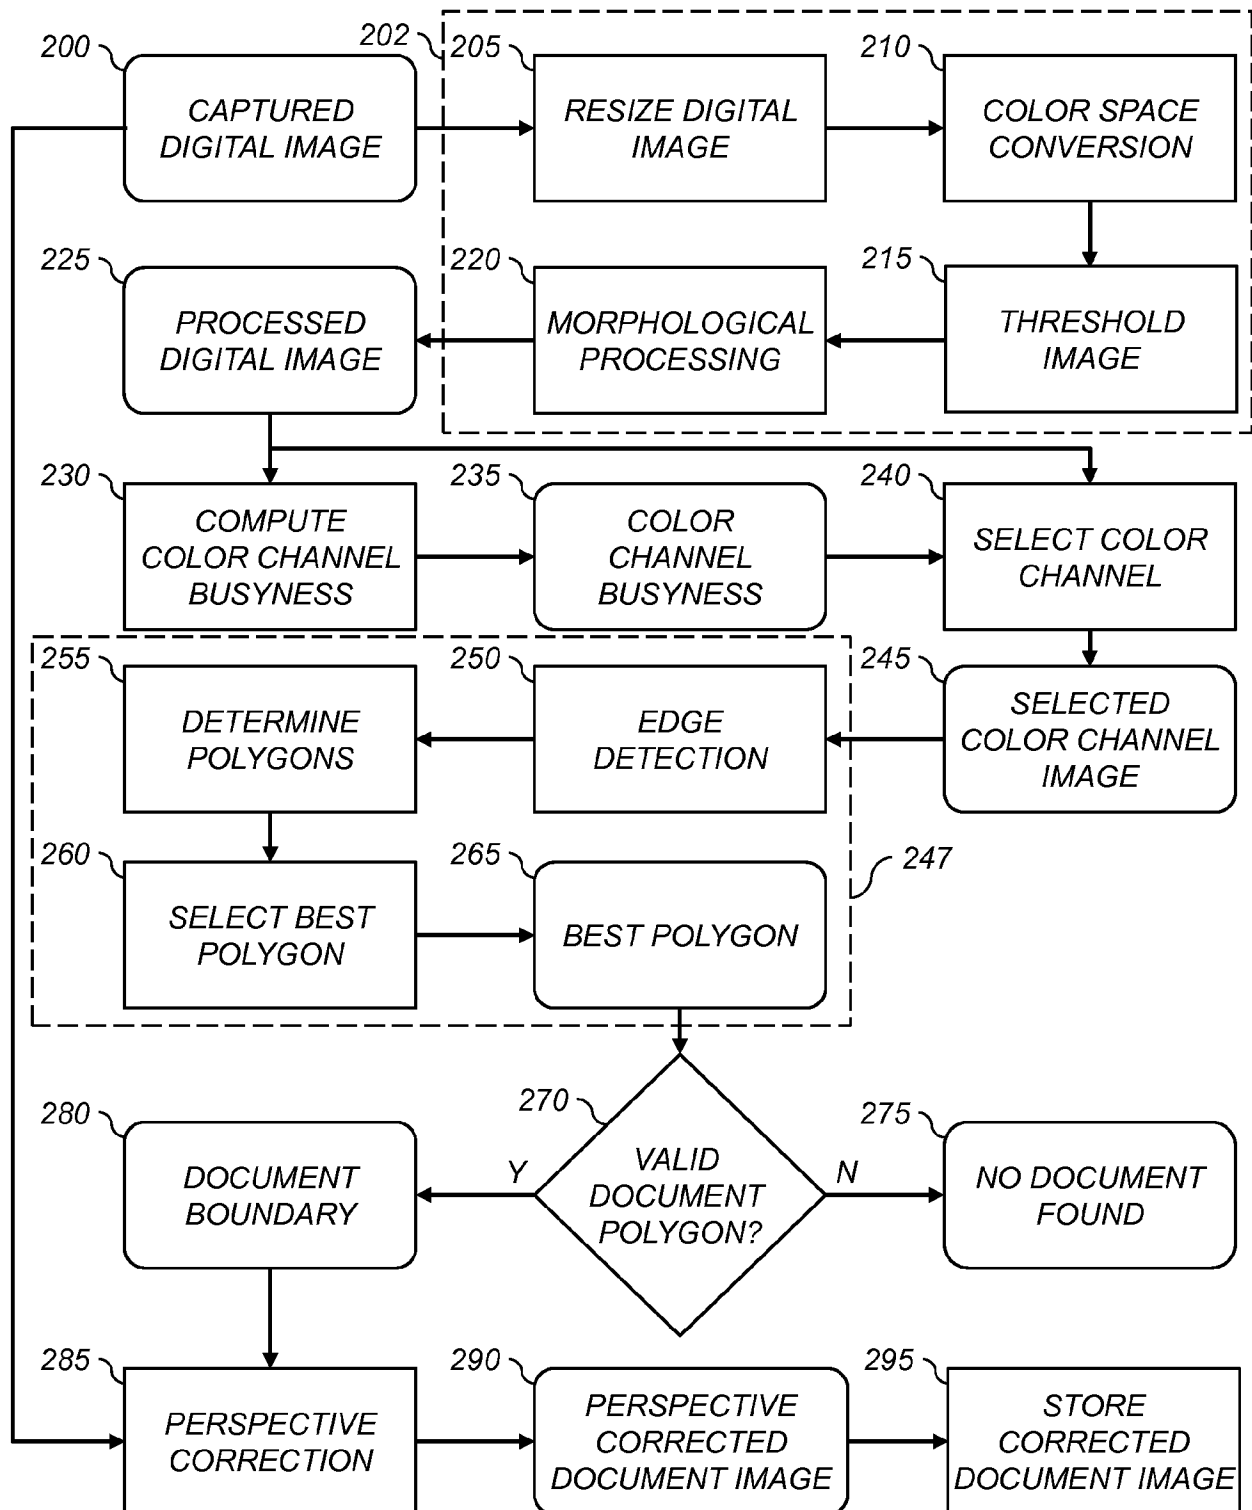 200
CAPTURED
DIGITAL IMAGE
202
205
RESIZE DIGITAL
IMAGE
210
COLOR SPACE
CONVERSION
225
PROCESSED
DIGITAL IMAGE
220
MORPHOLOGICAL
PROCESSING
215
THRESHOLD
IMAGE
230
COMPUTE
COLOR CHANNEL
BUSYNESS
235
COLOR
CHANNEL
BUSYNESS
240
SELECT COLOR
CHANNEL
255
DETERMINE
POLYGONS
250
EDGE
DETECTION
245
SELECTED
COLOR CHANNEL
IMAGE
260
SELECT BEST
POLYGON
265
BEST POLYGON
247
280
DOCUMENT
BOUNDARY
Y
270
VALID
DOCUMENT
POLYGON?
N
275
NO DOCUMENT
FOUND
285
PERSPECTIVE
CORRECTION
290
PERSPECTIVE
CORRECTED
DOCUMENT IMAGE
295
STORE
CORRECTED
DOCUMENT IMAGE